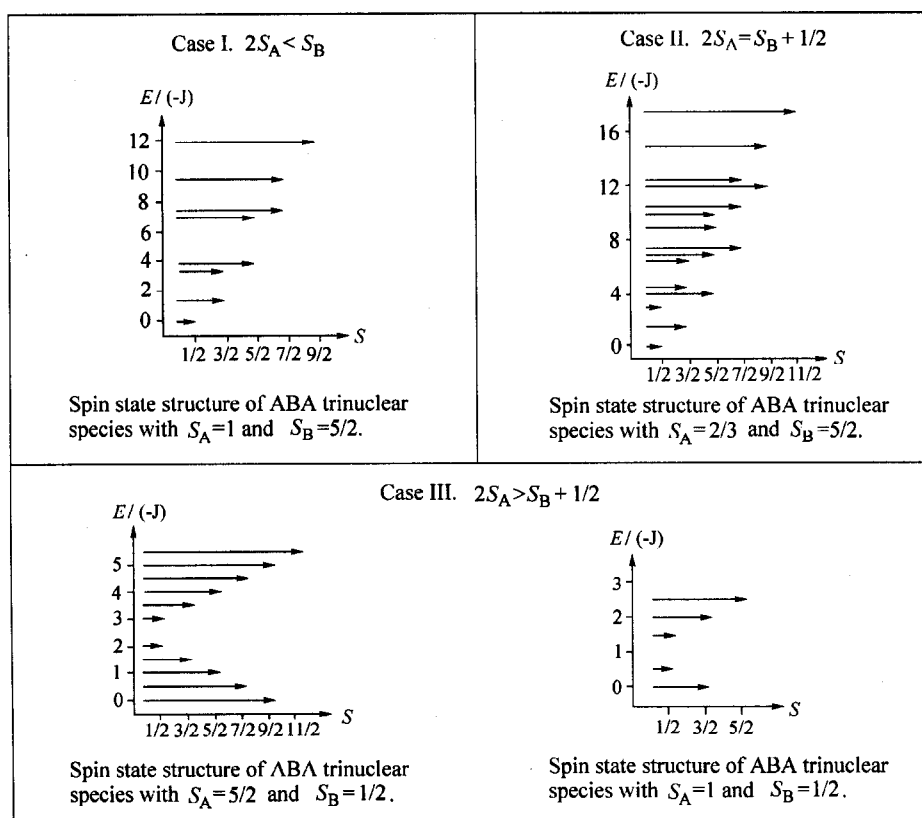 Case I. 2S_A < S_B
E/ (-J)
12
10
8
6
4
2
0
S
1/2 3/2 5/2 7/2 9/2
Spin state structure of ABA trinuclear
species with S_A=1 and S_B=5/2.
Case II. 2S_Λ=S_B + 1/2
E/ (-J)
16
12
8
4
0
S
1/2 3/2 5/2 7/2 9/2 11/2
Spin state structure of ABA trinuclear
species with S_A=2/3 and S_B=5/2.
Case III. 2S_A>S_B + 1/2
E/ (-J)
5
4
3
2
1
0
S
1/2 3/2 5/2 7/2 9/2 11/2
Spin state structure of ΛBΛ trinuclear
species with S_A=5/2 and S_B=1/2.
E/ (-J)
3
2
1
0
S
1/2 3/2 5/2
Spin state structure of ABA trinuclear
species with S_A=1 and S_B=1/2.